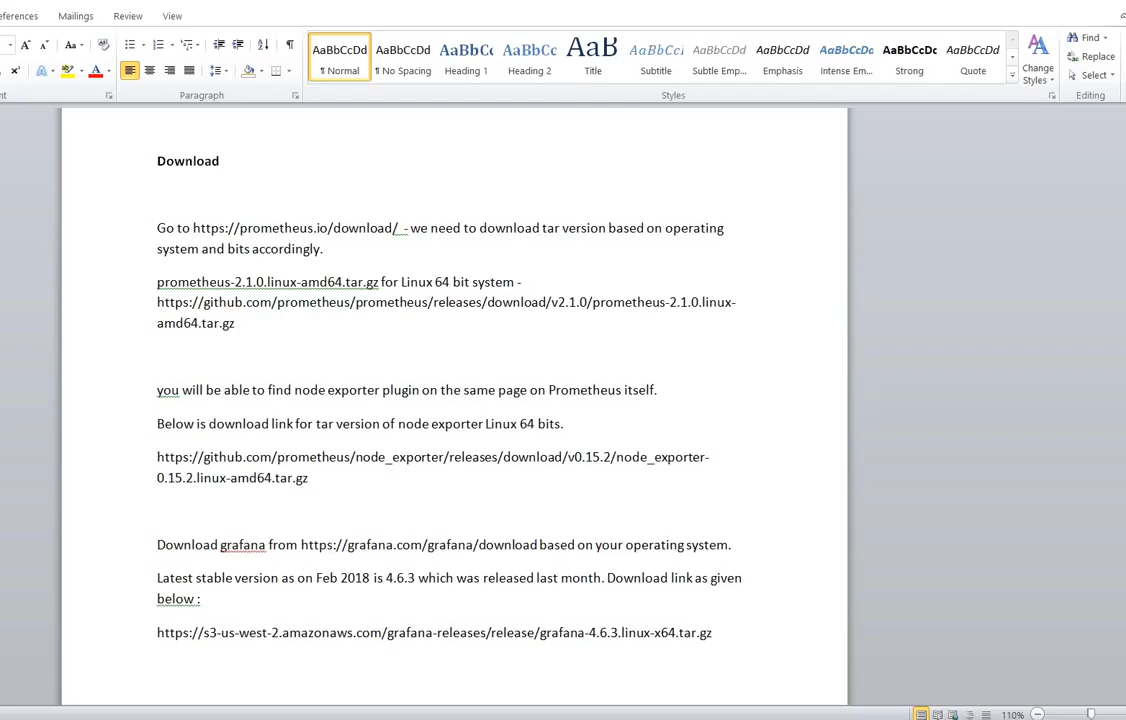 eferences Mailings Review View
Aa
AaBbCcDd AaBbCcDd AaBbCc AaBbCc AaB AaBbCcI AaBbCcDd AaBbCcDd AaBbCcDc AaBbCcDc AaBbCcDd
¶ Normal ¶ No Spacing Heading 1 Heading 2 Title Subtitle Subtle Emp... Emphasis Intense Em... Strong Quote
Change Styles
Find
Replace
Select
nt Paragraph Styles Editing
Download
Go to https://prometheus.io/download/ - we need to download tar version based on operating
system and bits accordingly.
prometheus-2.1.0.linux-amd64.tar.gz for Linux 64 bit system -
https://github.com/prometheus/prometheus/releases/download/v2.1.0/prometheus-2.1.0.linux-
amd64.tar.gz
you will be able to find node exporter plugin on the same page on Prometheus itself.
Below is download link for tar version of node exporter Linux 64 bits.
https://github.com/prometheus/node_exporter/releases/download/v0.15.2/node_exporter-
0.15.2.linux-amd64.tar.gz
Download grafana from https://grafana.com/grafana/download based on your operating system.
Latest stable version as on Feb 2018 is 4.6.3 which was released last month. Download link as given
below :
https://s3-us-west-2.amazonaws.com/grafana-releases/release/grafana-4.6.3.linux-x64.tar.gz
110%